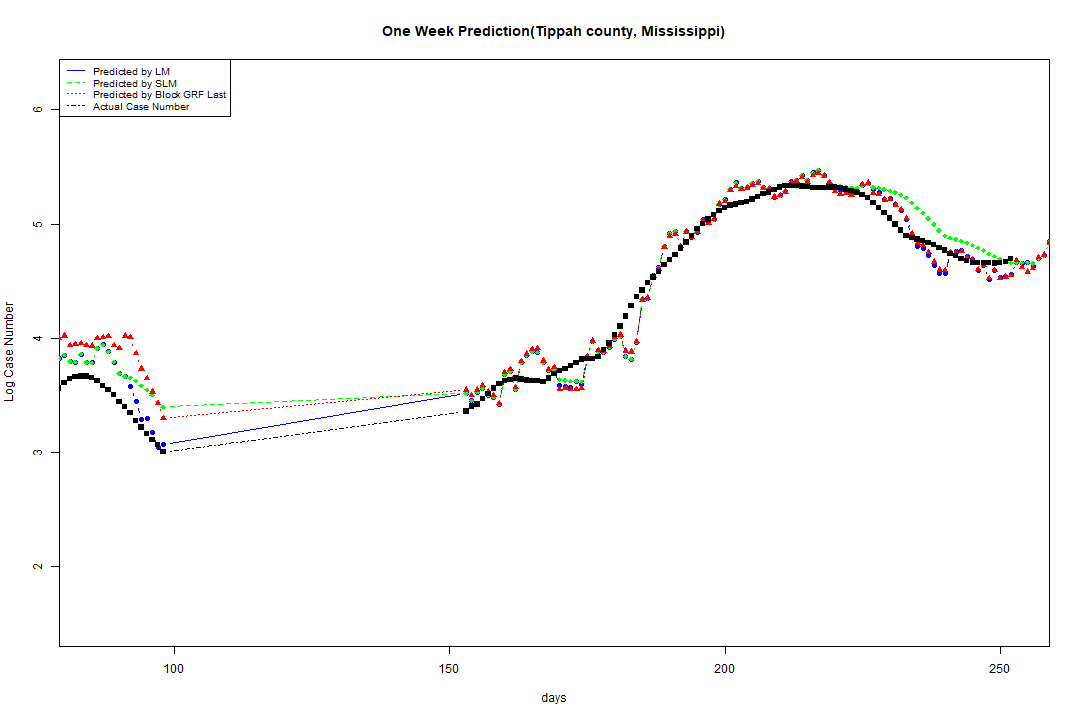 One Week Prediction(Tippah county, Mississippi)
Predicted by LM
Predicted by SLM
Predicted by Block GRF Last
Actual Case Number
6
5
4
3
2
Log Case Number
100 150 200 250
days